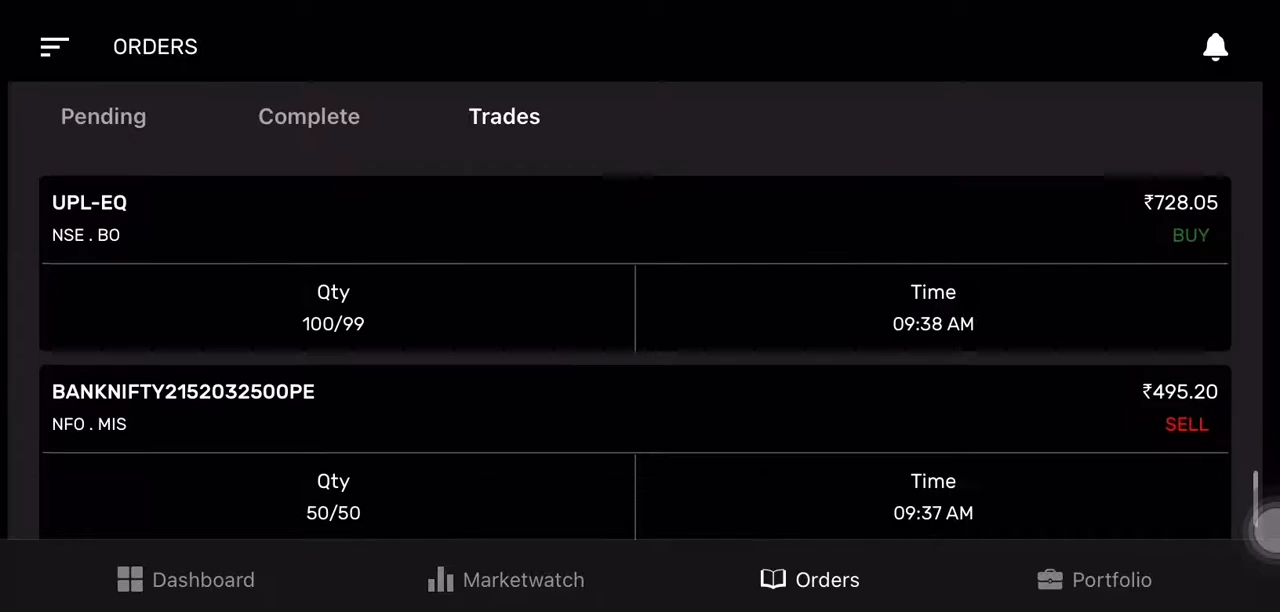 ORDERS
Pending Complete Trades
UPL-EQ ₹728.05
NSE . BO BUY
Qty Time
100/99 09:38 AM
BANKNIFTY2152032500PE ₹495.20
NFO . MIS SELL
Qty Time
50/50 09:37 AM
Dashboard Marketwatch Orders Portfolio